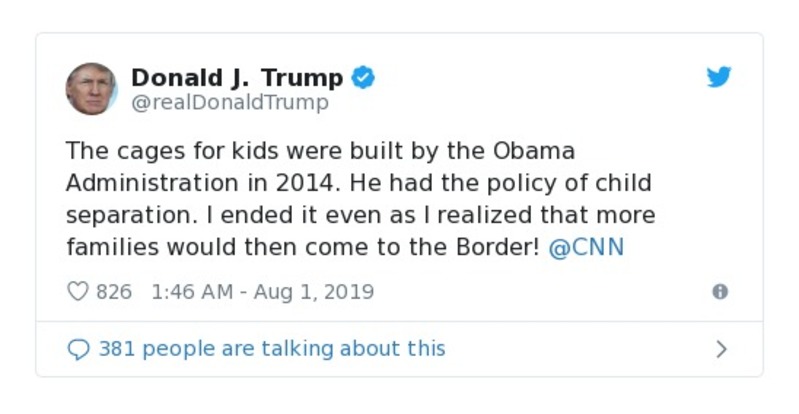 Donald J. Trump
@realDonaldTrump
The cages for kids were built by the Obama
Administration in 2014. He had the policy of child
separation. I ended it even as I realized that more
families would then come to the Border! @CNN
826 1:46 AM - Aug 1, 2019
381 people are talking about this